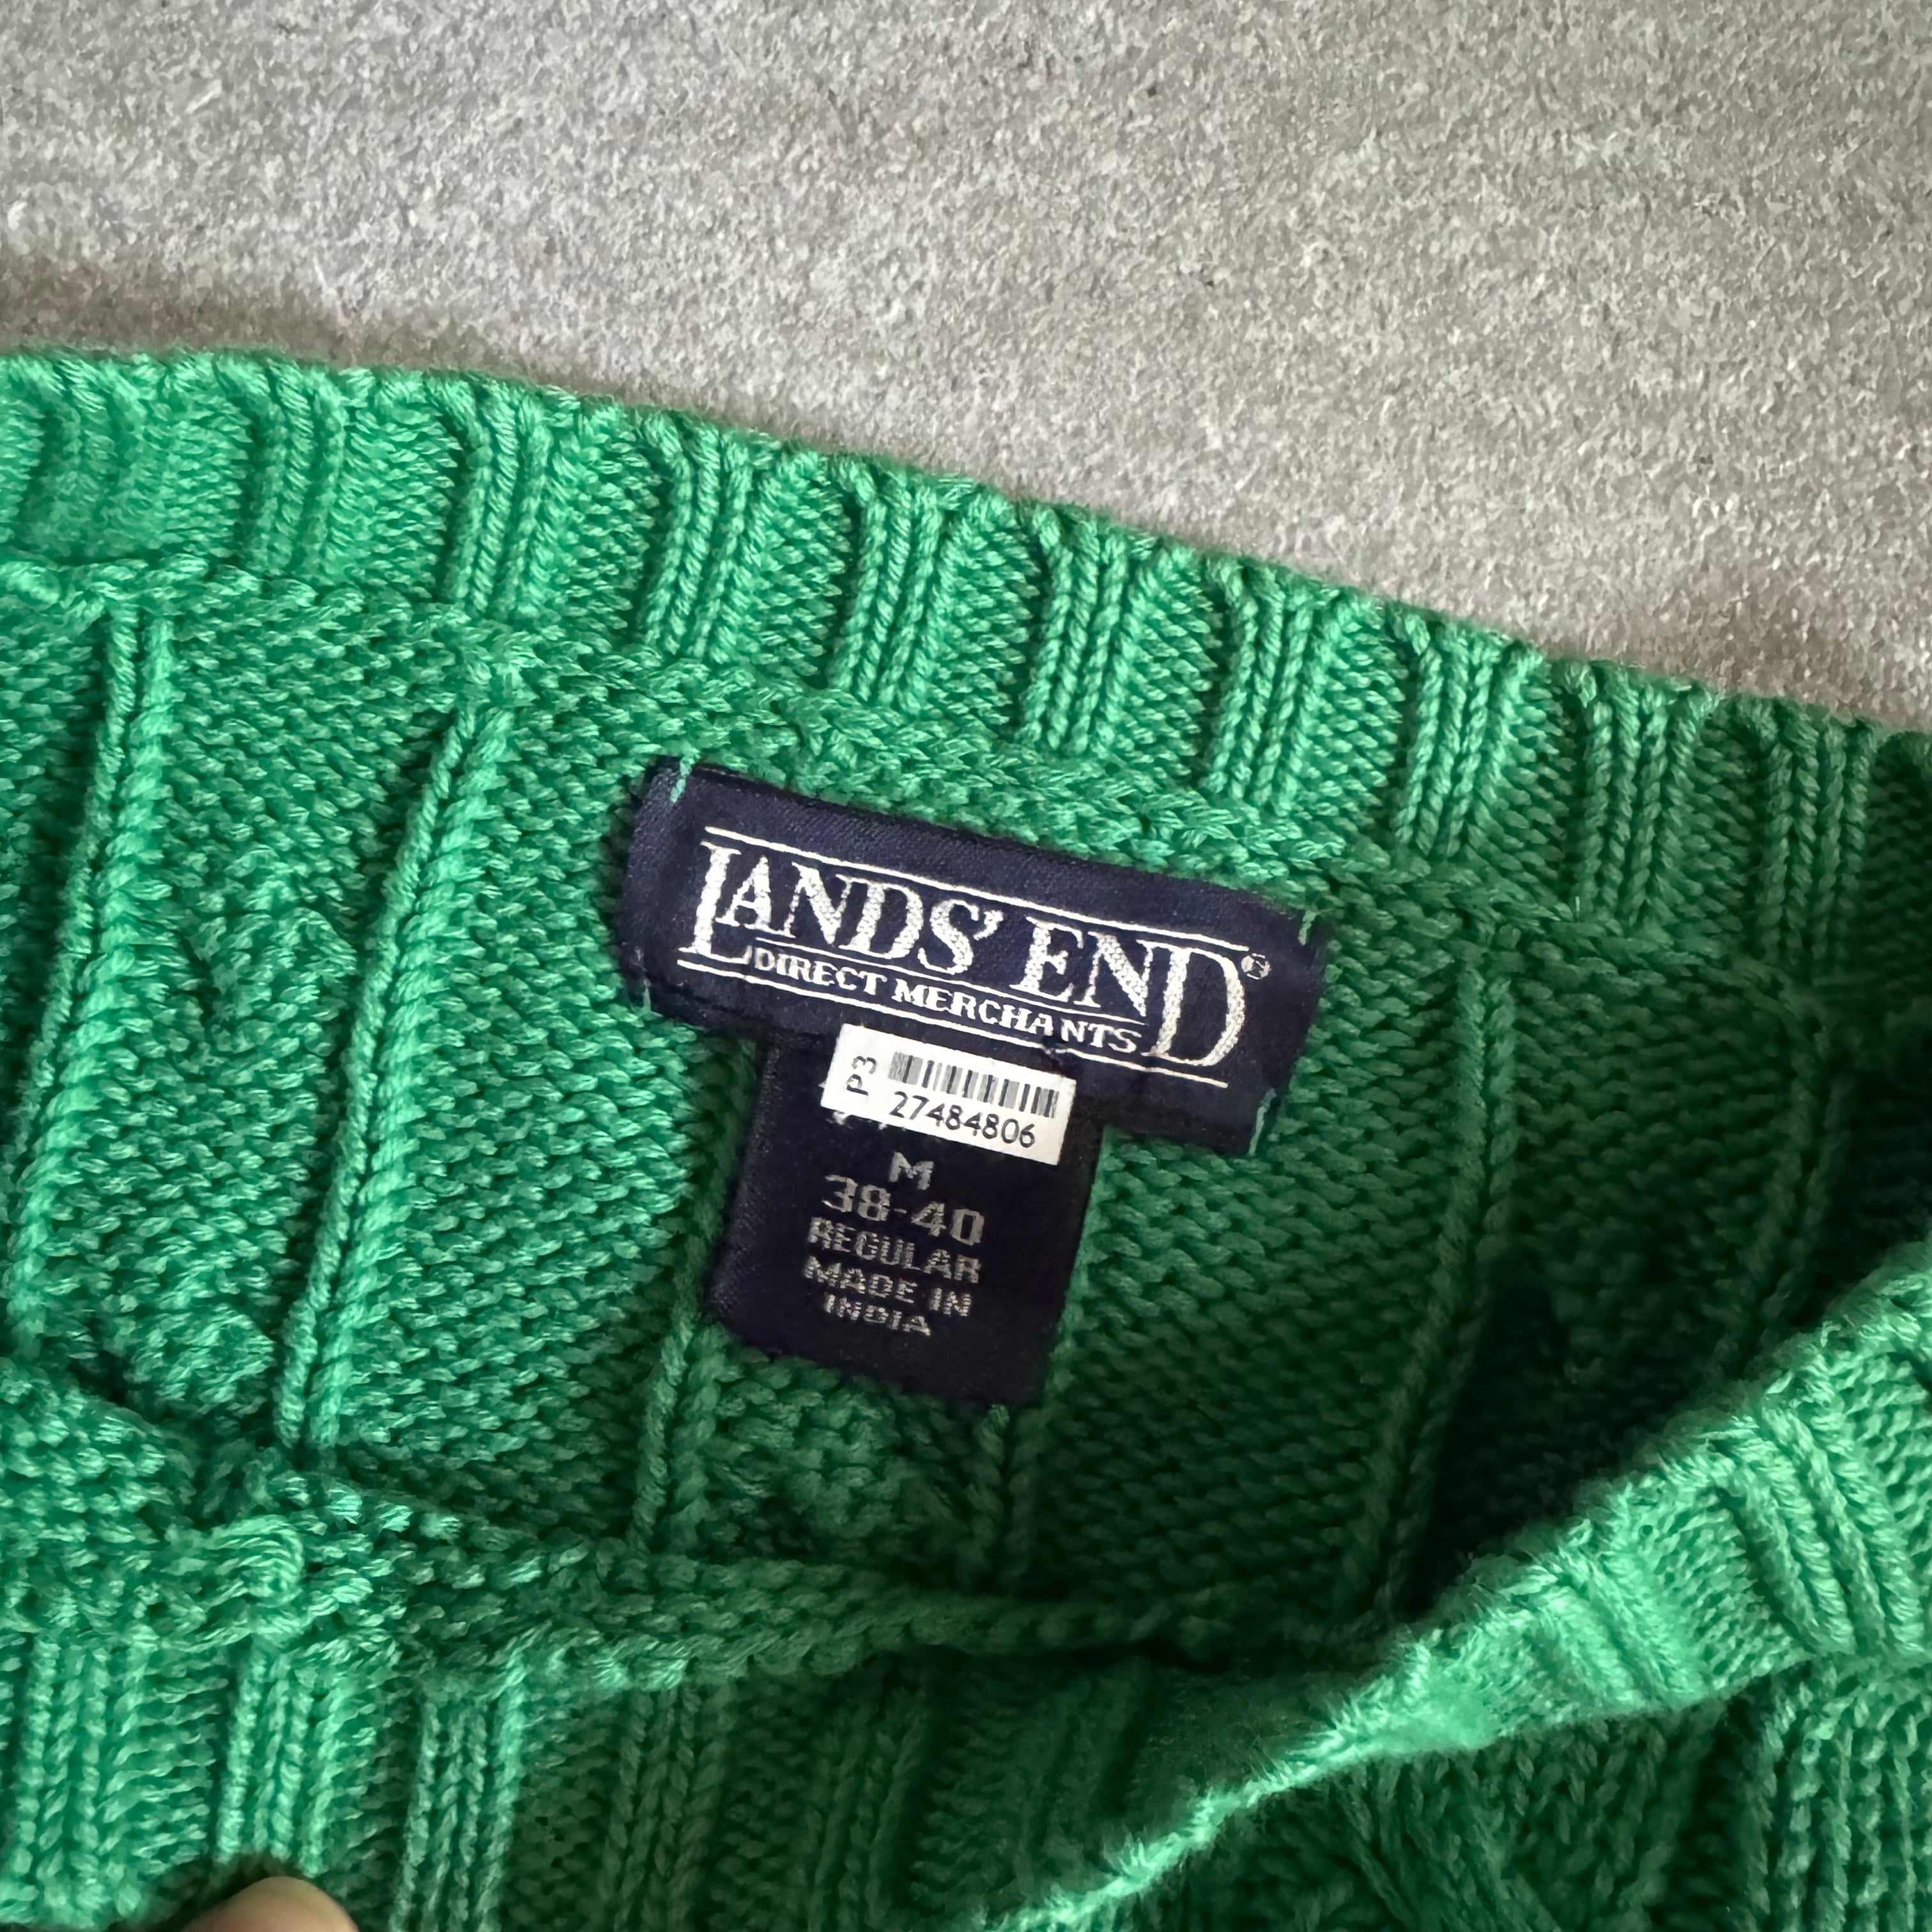 LANDS' END®
DIRECT MERCHANTS
P3
27484806
M
38-40
REGULAR
MADE IN
INDIA